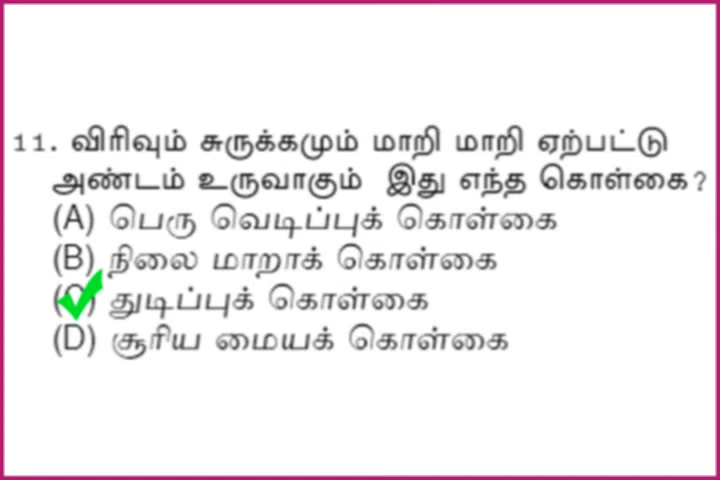 11. விரிவும் சுருக்கமும் மாறி மாறி ஏற்பட்டு
அண்டம் உருவாகும் இது எந்த கொள்கை?
(A) பெரு வெடிப்புக் கொள்கை
(B) நிலை மாறாக் கொள்கை
(C) துடிப்புக் கொள்கை
(D) சூரிய மையக் கொள்கை